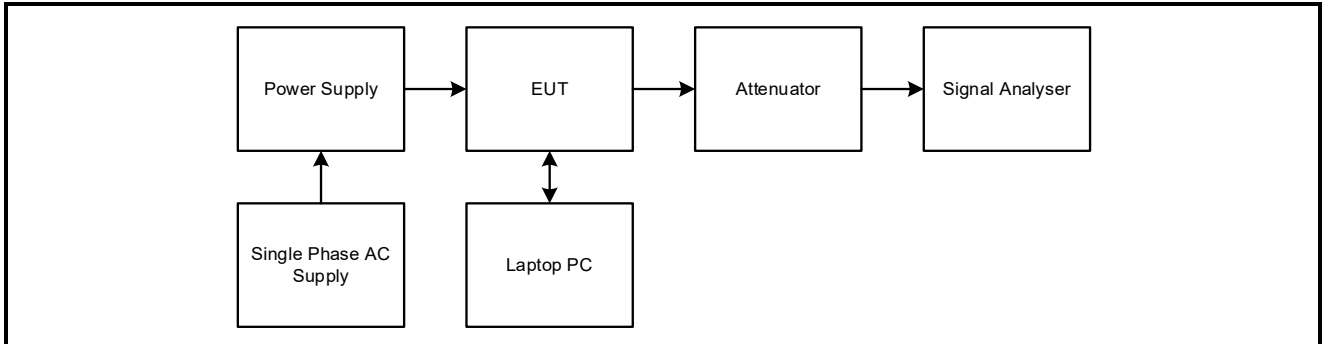 Power Supply
EUT
Attenuator
Signal Analyser
Single Phase AC
Supply
Laptop PC